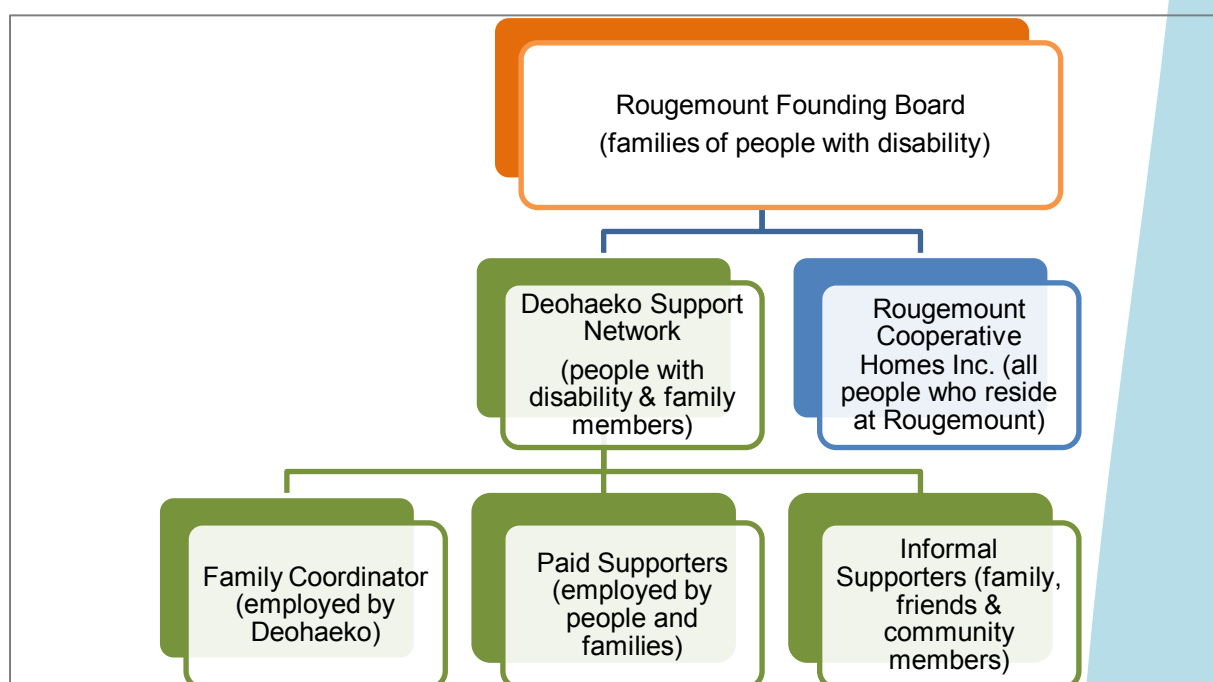 Rougemount Founding Board
(families of people with disability)
Deohaeko Support
Network
(people with
disability & family
members)
Rougemount
Cooperative
Homes Inc. (all
people who reside
at Rougemount)
Family Coordinator
(employed by
Deohaeko)
Paid Supporters
(employed by
people and
families)
Informal
Supporters (family,
friends &
community
members)